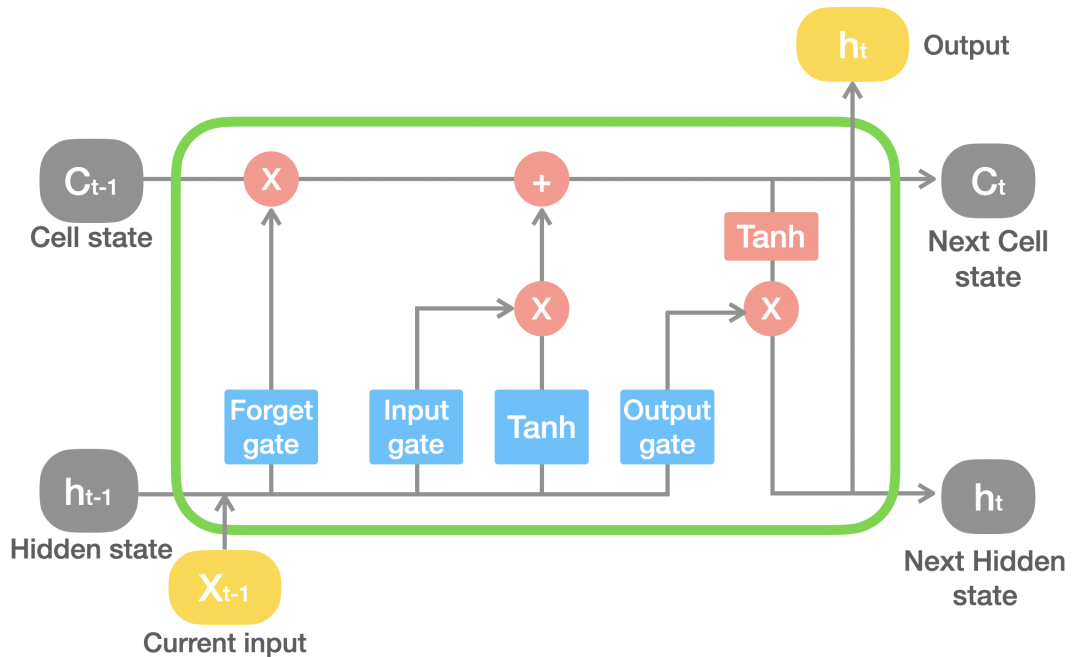 ht
Output
Ct-1
Cell state
X
+
Ct
Next Cell
state
Tanh
X
X
Forget
gate
Input
gate
Tanh
Output
gate
ht-1
Hidden state
ht
Next Hidden
state
Xt-1
Current input